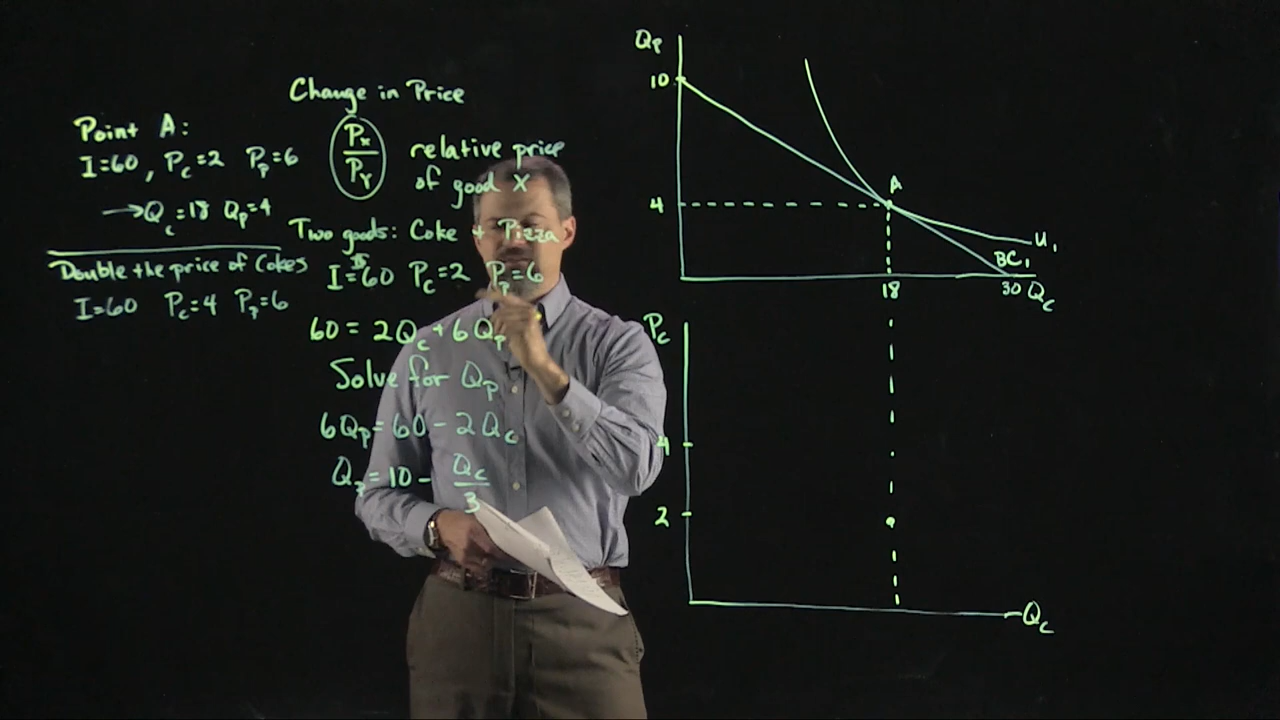 Point A:
I=60, Pc=2 Pp=6
→Qc=18 Qp=4
Double the price of Cokes
I=60 Pc=4 Pp=6
Change in Price
Px/PY relative price of good X
Two goods: Coke + Pizza
I=$60 Pc=2 Pp=6
60 = 2Qc+6Qp
Solve for Qp
6Qp=60-2Qc
Qp=10-Qc/3
Qp
10
4
A
U1
BC1
18
30 Qc
Pc
4
2
Qc